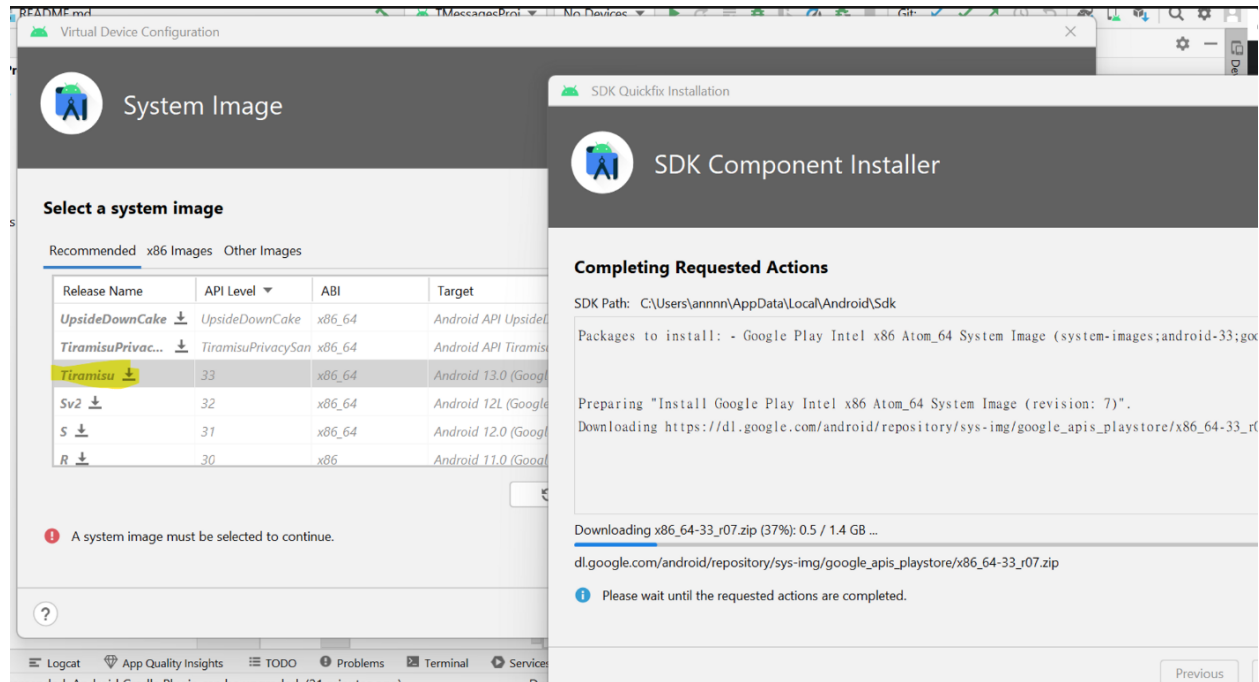 README.md TMessagesProj No Devices Git:
Virtual Device Configuration
System Image
Select a system image
Recommended x86 Images Other Images
Release Name API Level ABI Target
UpsideDownCake UpsideDownCake x86_64 Android API UpsideD
TiramisuPrivac... TiramisuPrivacySan x86_64 Android API Tiramis
Tiramisu 33 x86_64 Android 13.0 (Googl
Sv2 32 x86_64 Android 12L (Google
S 31 x86_64 Android 12.0 (Googl
R 30 x86 Android 11.0 (Googl
A system image must be selected to continue.
?
SDK Quickfix Installation
SDK Component Installer
Completing Requested Actions
SDK Path: C:\Users\annnn\AppData\Local\Android\Sdk
Packages to install: - Google Play Intel x86 Atom_64 System Image (system-images;android-33;goo
Preparing "Install Google Play Intel x86 Atom_64 System Image (revision: 7)".
Downloading https://dl.google.com/android/repository/sys-img/google_apis_playstore/x86_64-33_r0
Downloading x86_64-33_r07.zip (37%): 0.5 / 1.4 GB ...
dl.google.com/android/repository/sys-img/google_apis_playstore/x86_64-33_r07.zip
Please wait until the requested actions are completed.
Previous
Logcat App Quality Insights TODO Problems Terminal Services